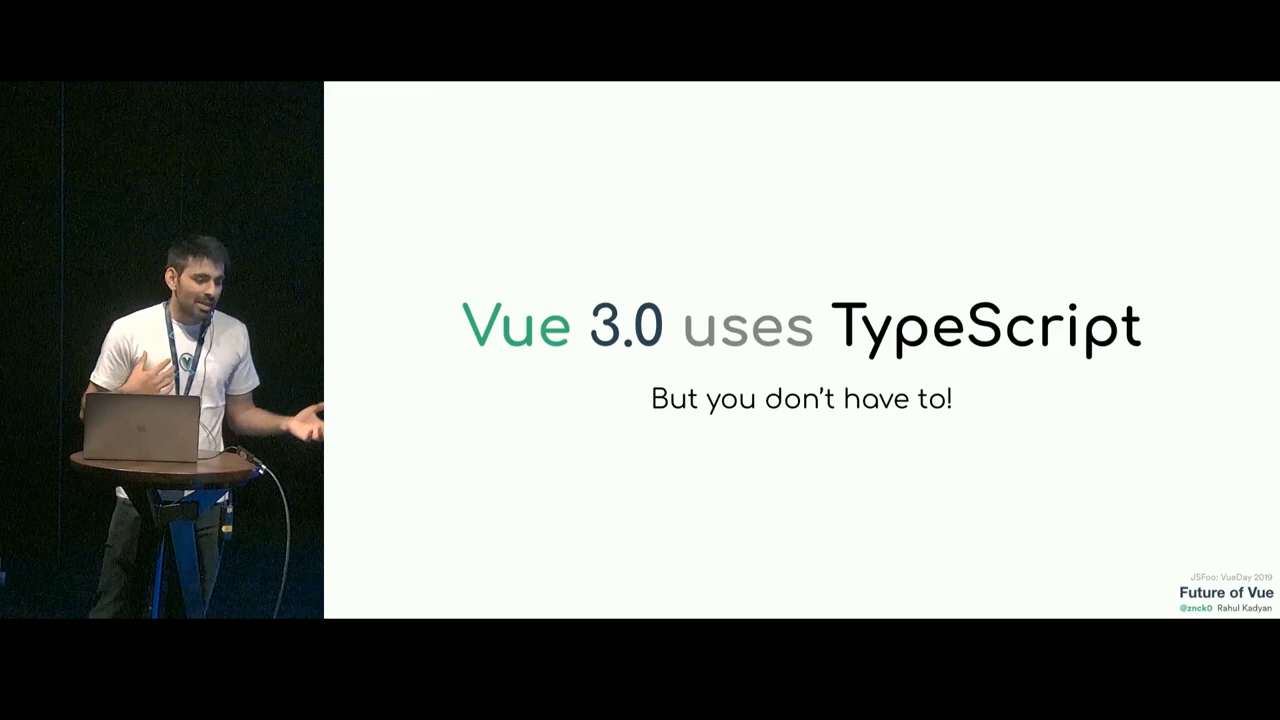 Vue 3.0 uses TypeScript
But you don't have to!
JSFoo: VueDay 2019
Future of Vue
@znck0 Rahul Kadyan